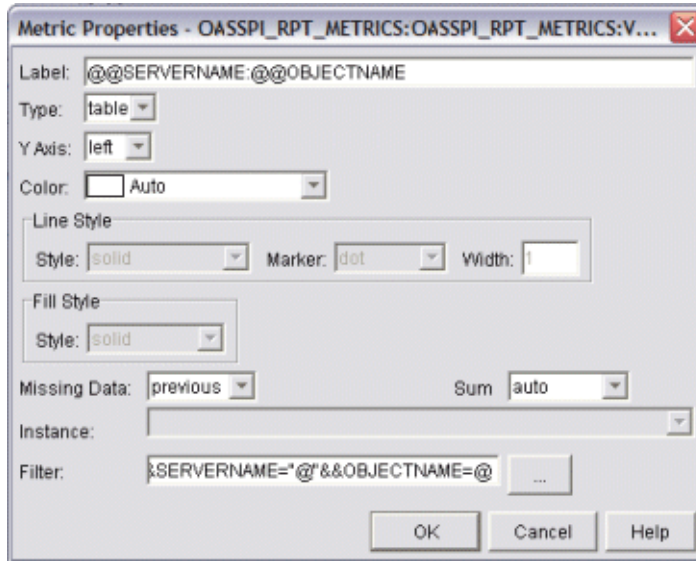 Metric Properties - OASSPI_RPT_METRICS:OASSPI_RPT_METRICS:V...
Label: @@SERVERNAME:@@OBJECTNAME
Type: table
Y Axis: left
Color: Auto
Line Style
Style: solid Marker: dot Width: 1
Fill Style
Style: solid
Missing Data: previous Sum auto
Instance:
Filter: &SERVERNAME="@"&&OBJECTNAME=@ ...
OK Cancel Help